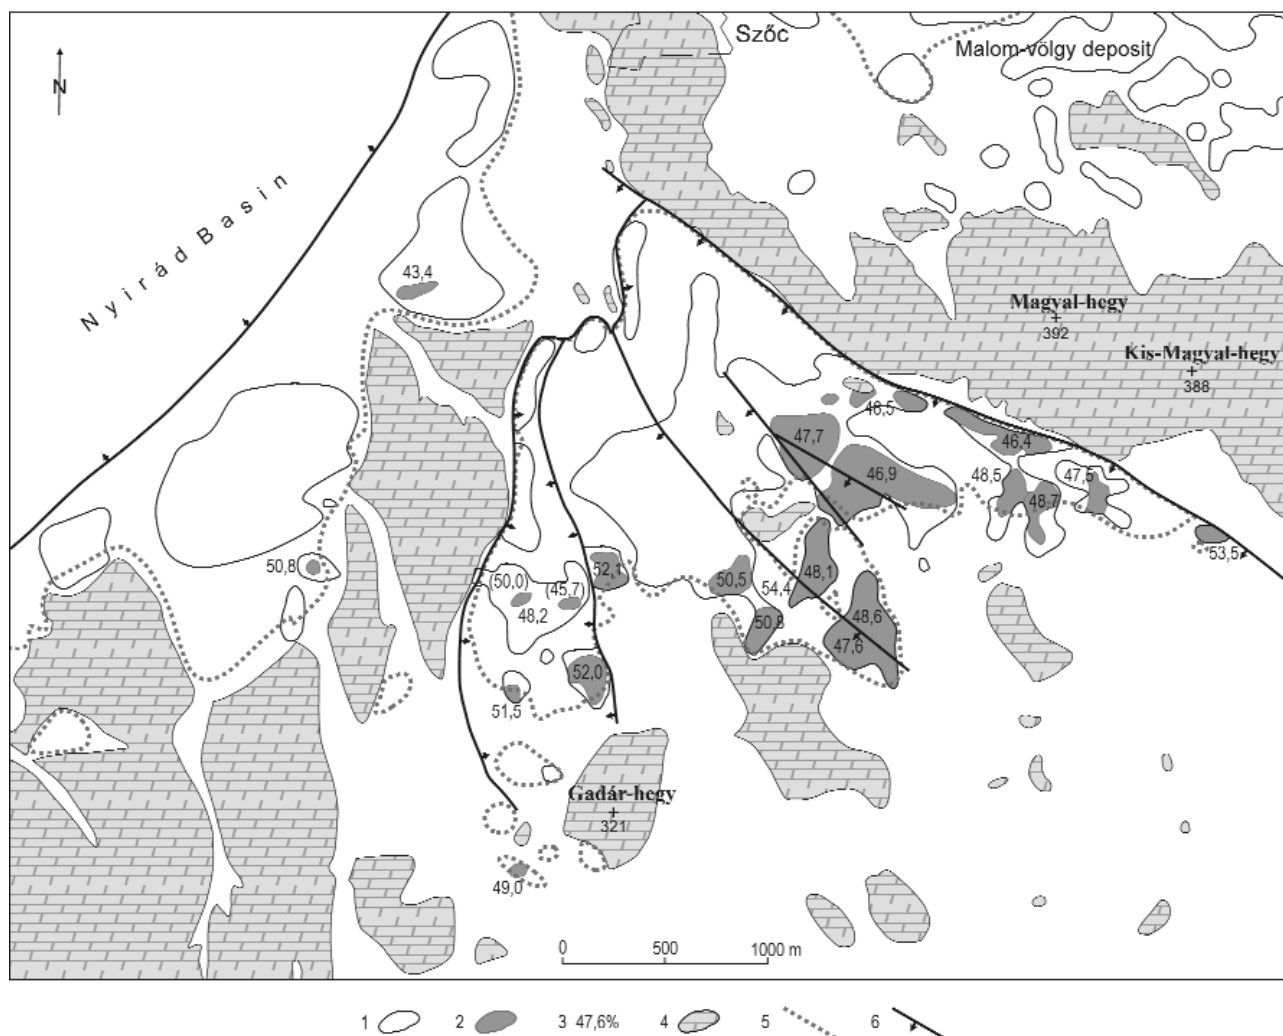 Szőc
Malom-völgy deposit
N
Nyirád Basin
43,4
Magyal-hegy
392
Kis-Magyal-hegy
388
48,5
47,7
46,4
46,9
48,5
47,5
48,7
53,5
50,8
(50,0)
(45,7)
52,1
48,2
50,5
54,4
48,1
50,8
48,6
47,6
52,0
51,5
Gadár-hegy
321
49,0
0 500 1000 m
1 2 3 47,6% 4 5 6